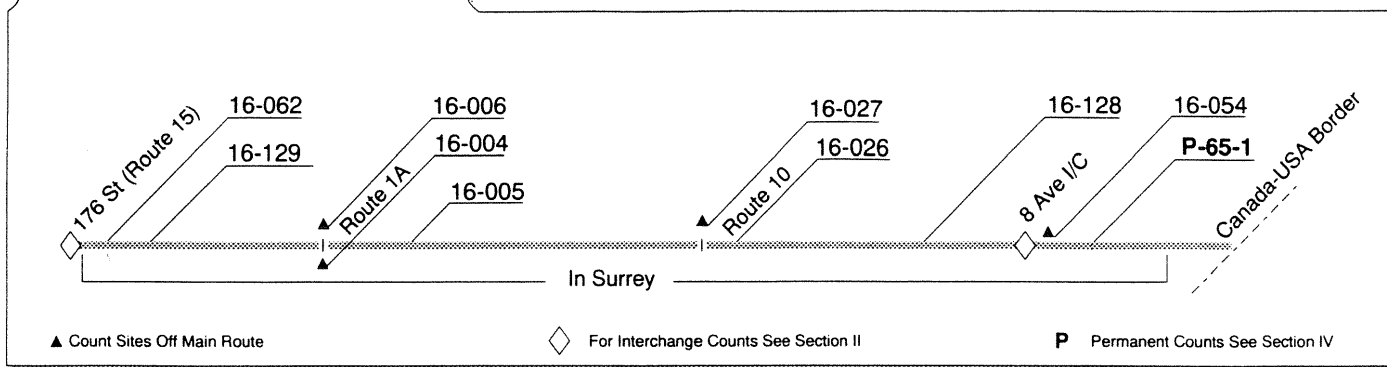 176 St (Route 15)
16-062
16-129
16-006
16-004
Route 1A
16-005
16-027
16-026
Route 10
16-128
8 Ave I/C
16-054
P-65-1
Canada-USA Border
In Surrey
▲ Count Sites Off Main Route
For Interchange Counts See Section II
P Permanent Counts See Section IV